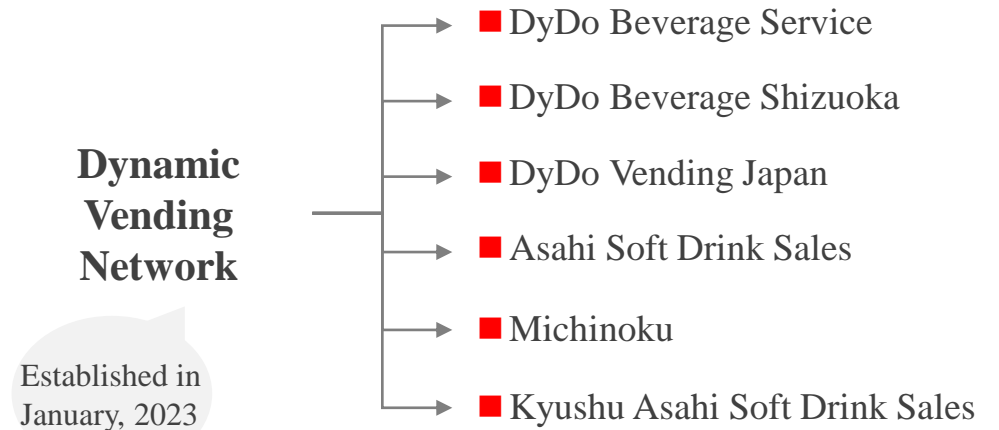 Dynamic
Vending
Network
Established in
January, 2023
DyDo Beverage Service
DyDo Beverage Shizuoka
DyDo Vending Japan
Asahi Soft Drink Sales
Michinoku
Kyushu Asahi Soft Drink Sales